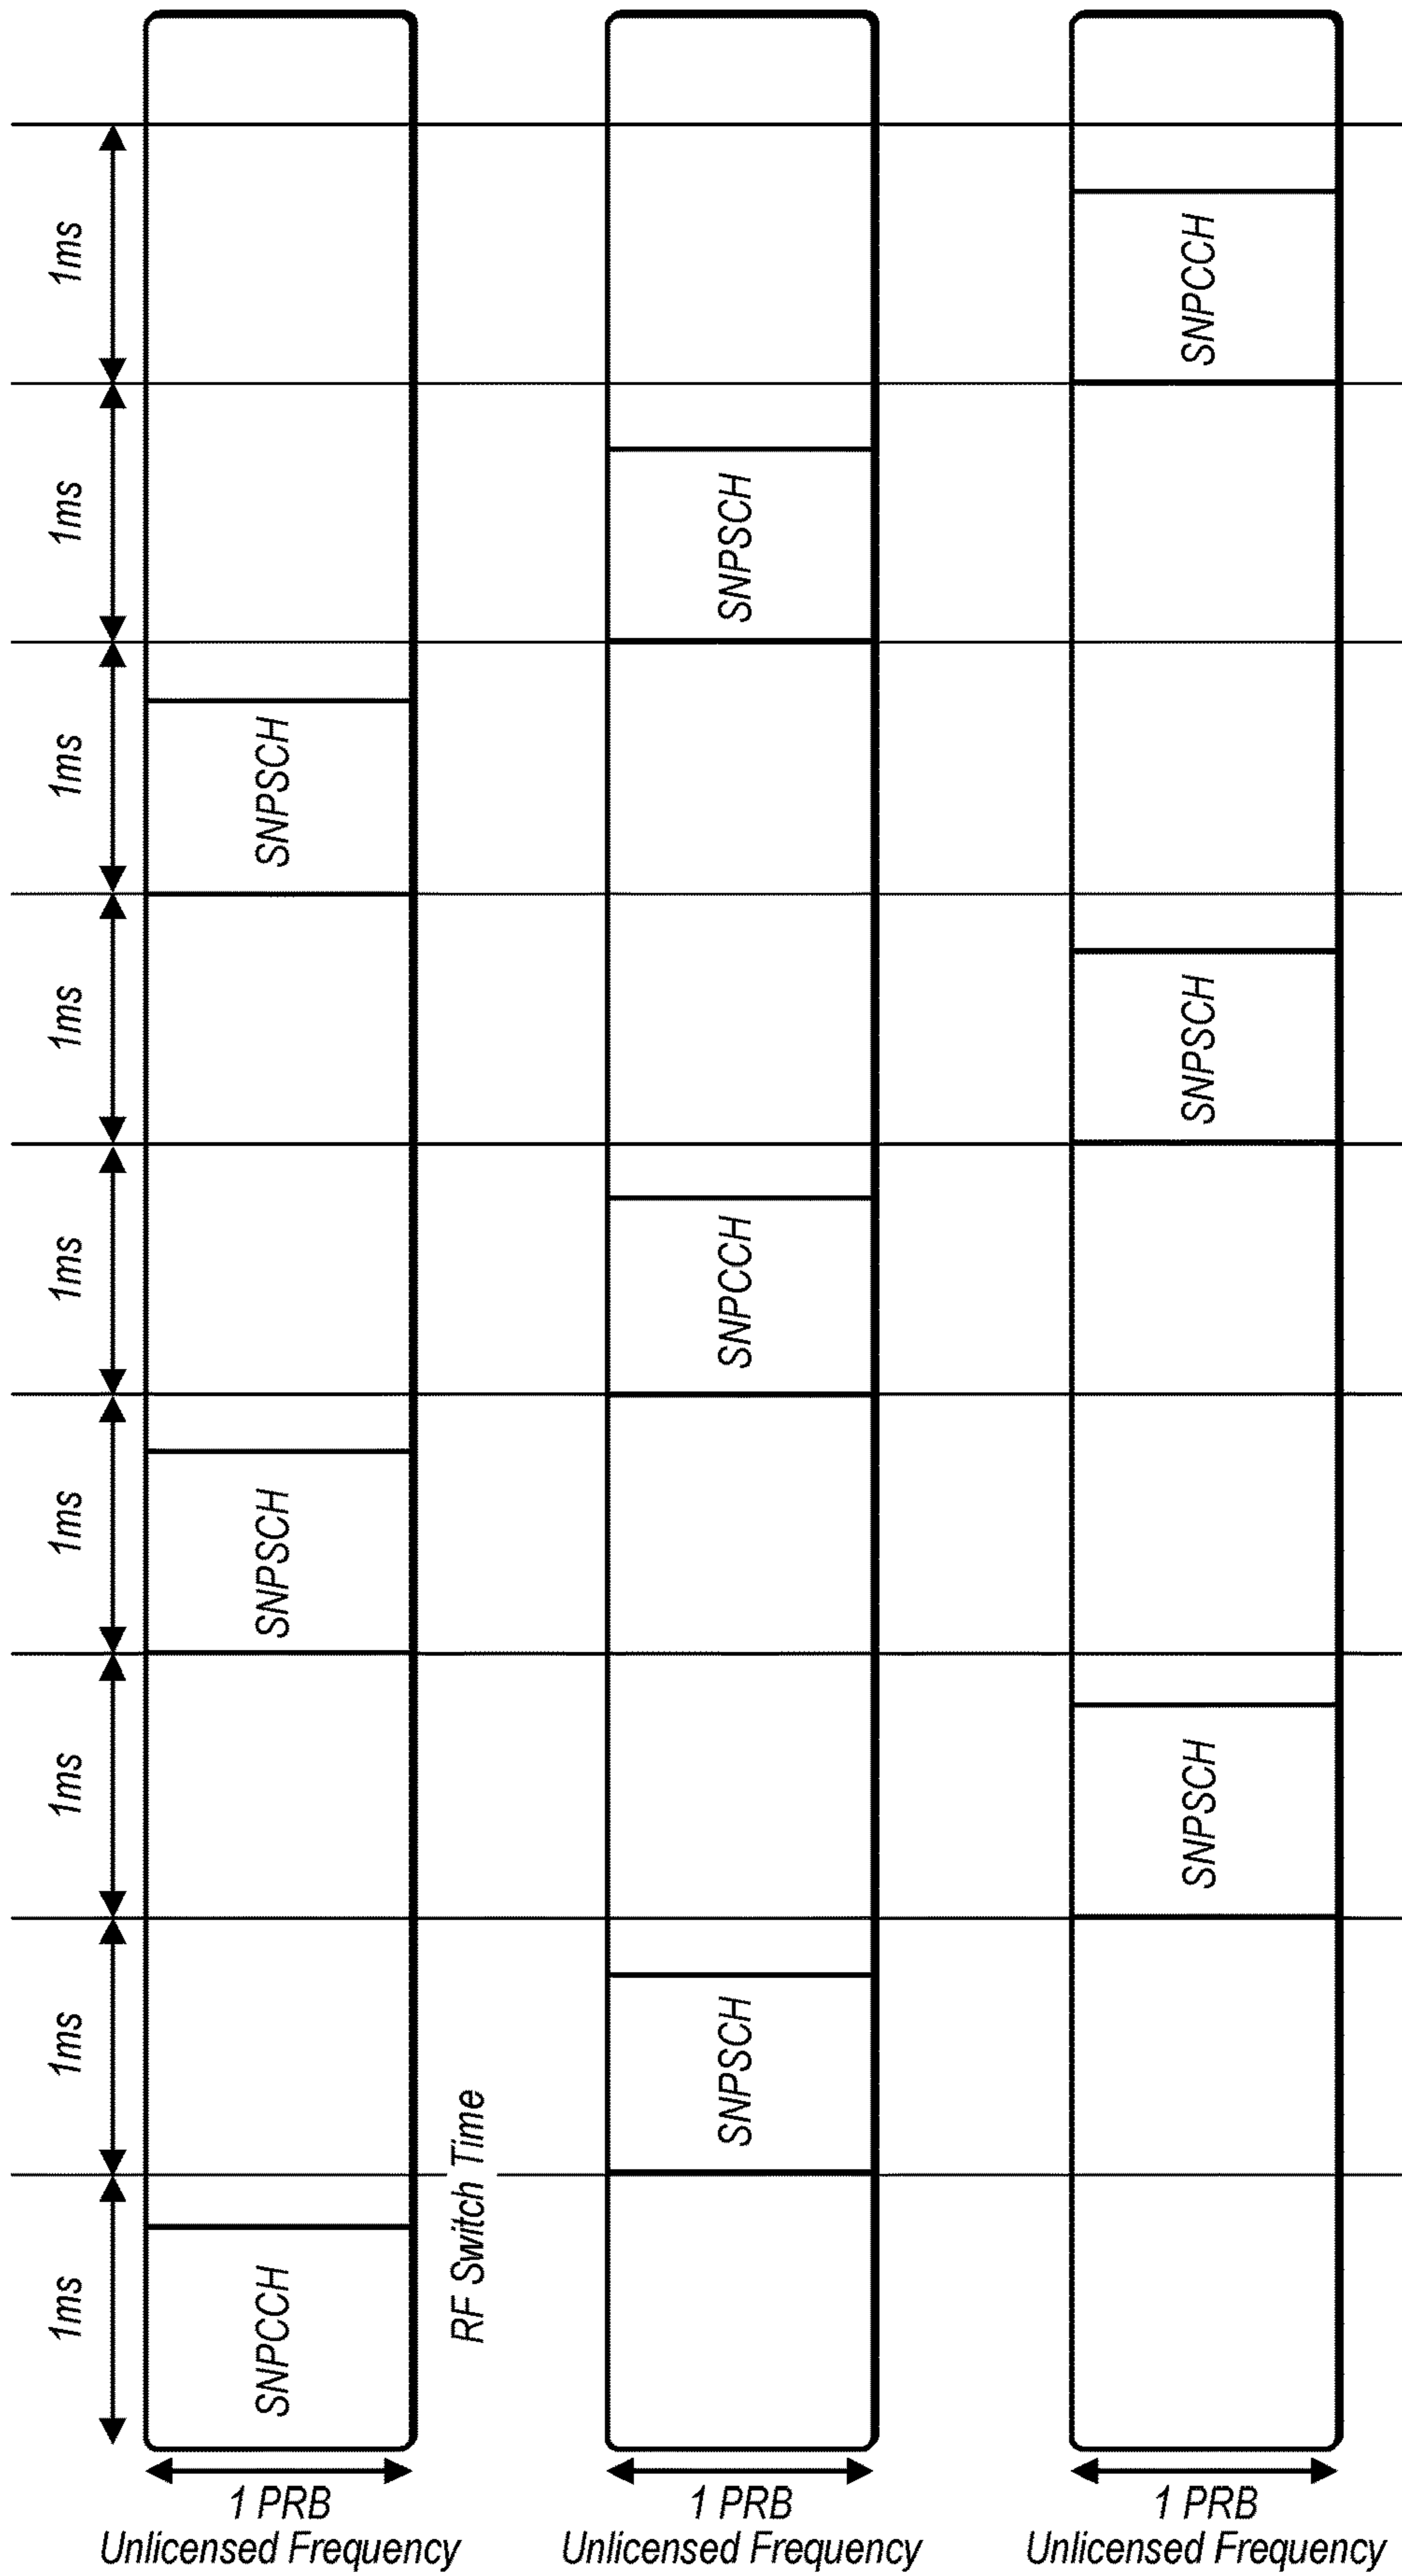 1ms
SNPCCH
1ms
SNPSCH
1ms
SNPSCH
1ms
SNPSCH
1ms
SNPCCH
1ms
SNPSCH
1ms
SNPSCH
1ms
SNPSCH
1ms
SNPCCH
RF Switch Time
1 PRB
Unlicensed Frequency
1 PRB
Unlicensed Frequency
1 PRB
Unlicensed Frequency